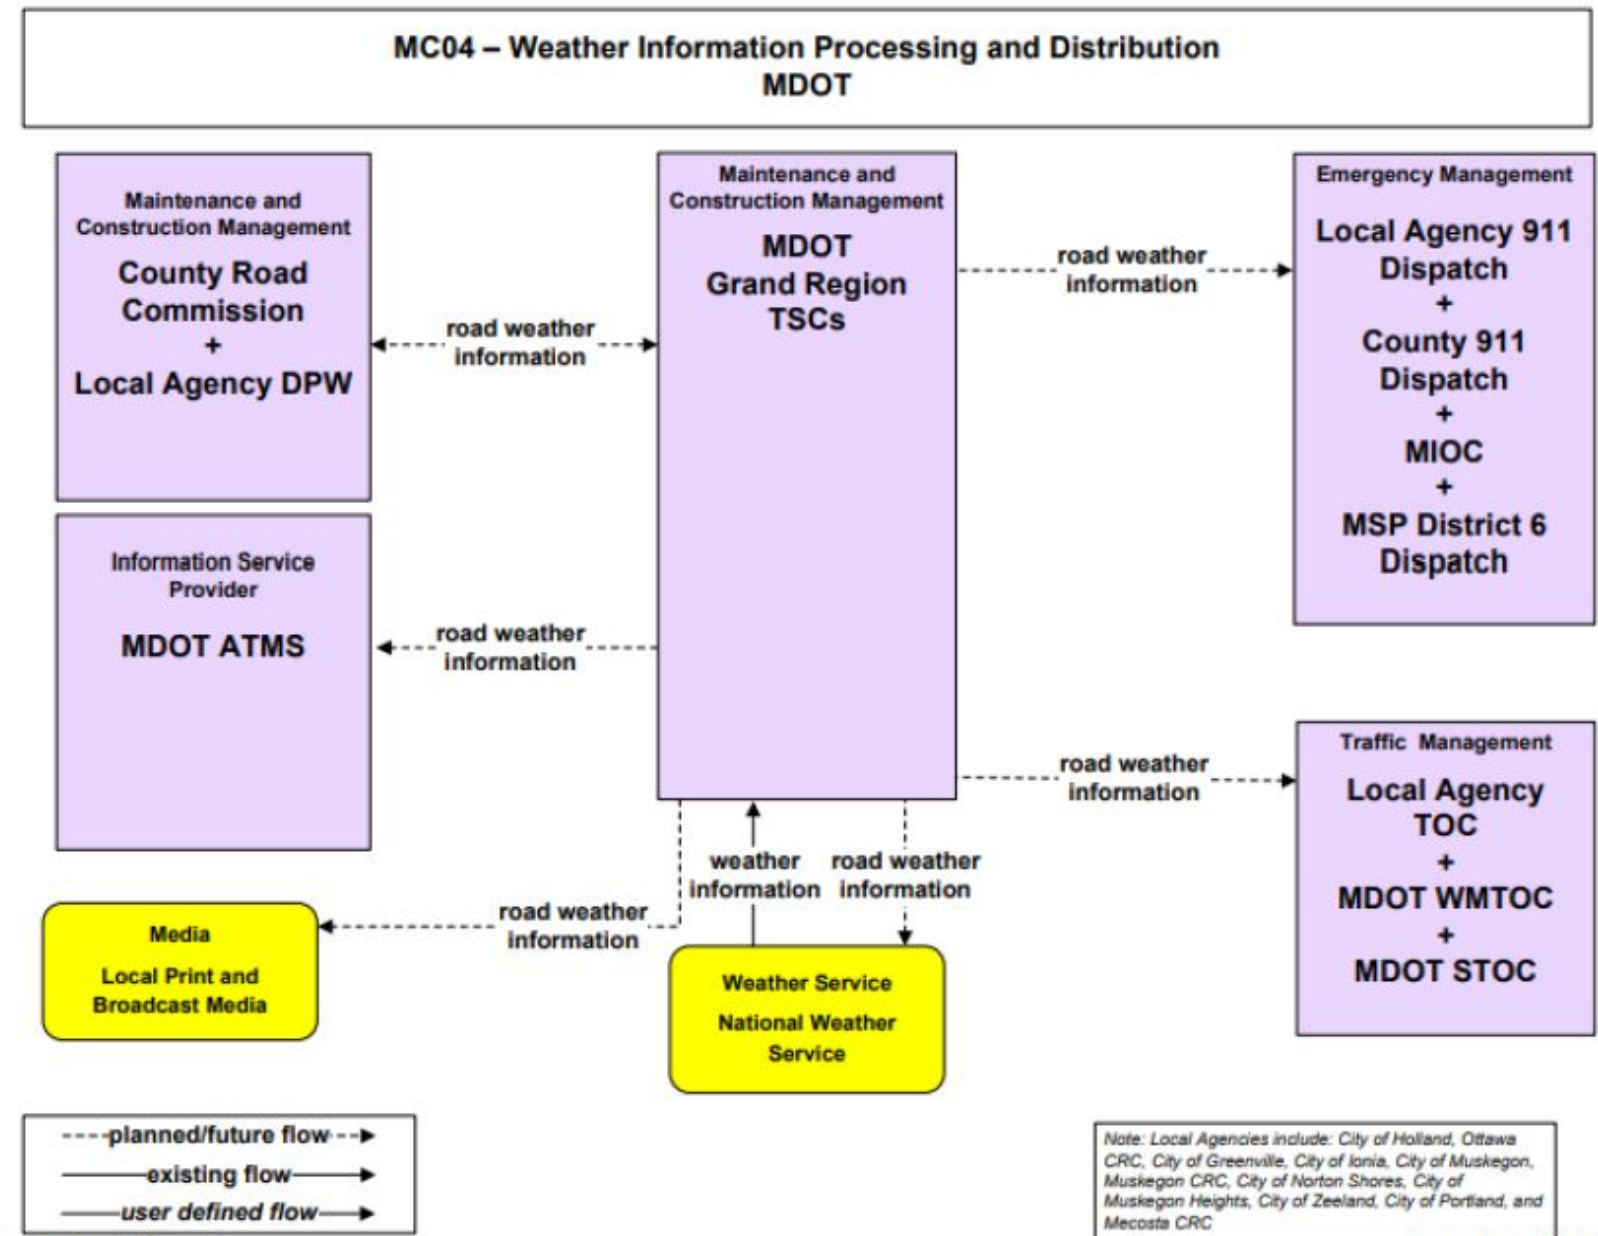 MC04 – Weather Information Processing and Distribution
MDOT
Maintenance and
Construction Management
County Road
Commission
+
Local Agency DPW
road weather
information
Maintenance and
Construction Management
MDOT
Grand Region
TSCs
road weather
information
Emergency Management
Local Agency 911
Dispatch
+
County 911
Dispatch
+
MIOC
+
MSP District 6
Dispatch
Information Service
Provider
MDOT ATMS
road weather
information
road weather
information
Traffic Management
Local Agency
TOC
+
MDOT WMTOC
+
MDOT STOC
Media
Local Print and
Broadcast Media
road weather
information
weather
information
road weather
information
Weather Service
National Weather
Service
planned/future flow
existing flow
user defined flow
Note: Local Agencies include: City of Holland, Ottawa
CRC, City of Greenville, City of Ionia, City of Muskegon,
Muskegon CRC, City of Norton Shores, City of
Muskegon Heights, City of Zeeland, City of Portland, and
Mecosta CRC